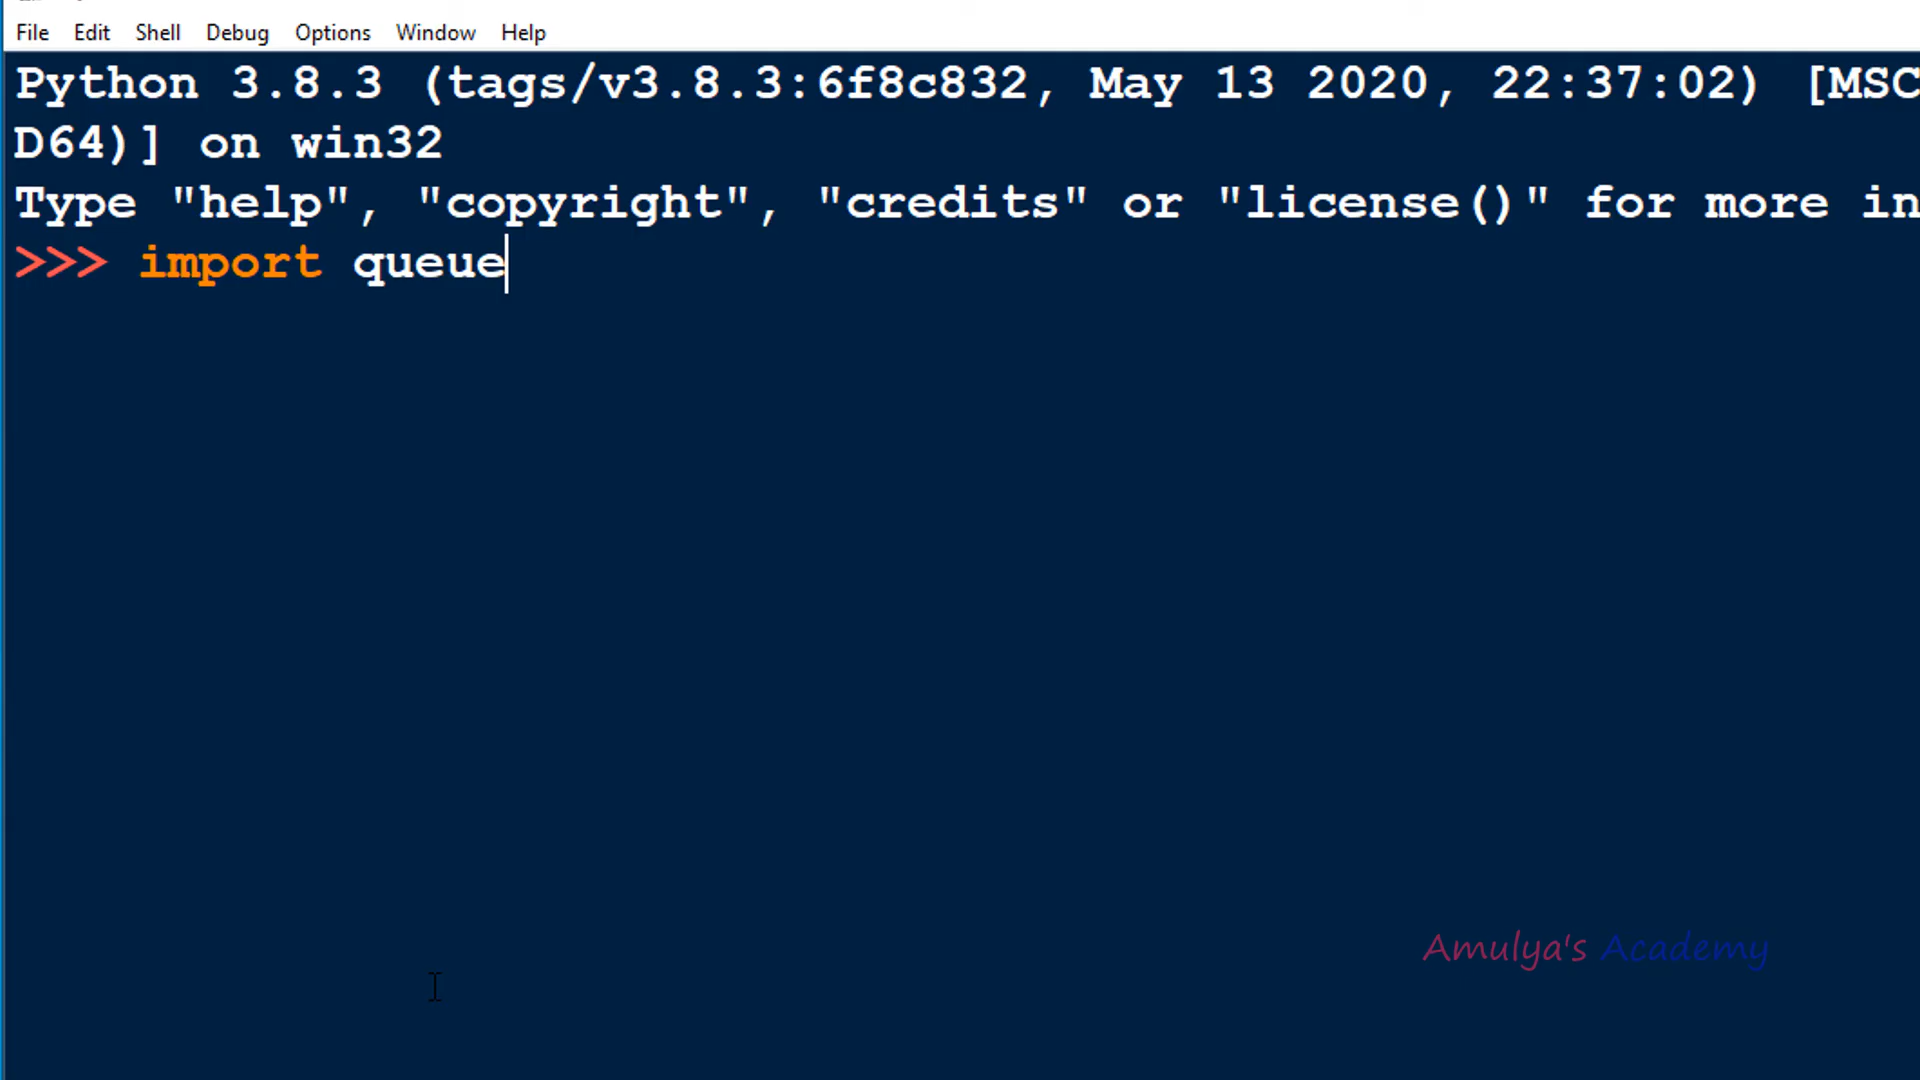 File Edit Shell Debug Options Window Help
Python 3.8.3 (tags/v3.8.3:6f8c832, May 13 2020, 22:37:02) [MSC
D64)] on win32
Type "help", "copyright", "credits" or "license()" for more in
>>> import queue
Amulya's Academy